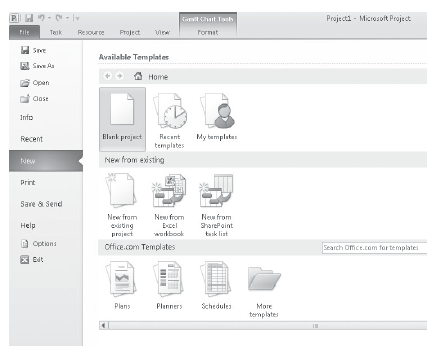 Gantt Chart Tools
Project1 - Microsoft Project
File Task Resource Project View Format
Save
Save As
Open
Close
Info
Recent
New
Print
Save & Send
Help
Options
Exit
Available Templates
Home
Blank project
Recent templates
My templates
New from existing
New from existing project
New from Excel workbook
New from SharePoint task list
Office.com Templates
Search Office.com for templates
Plans
Planners
Schedules
More templates